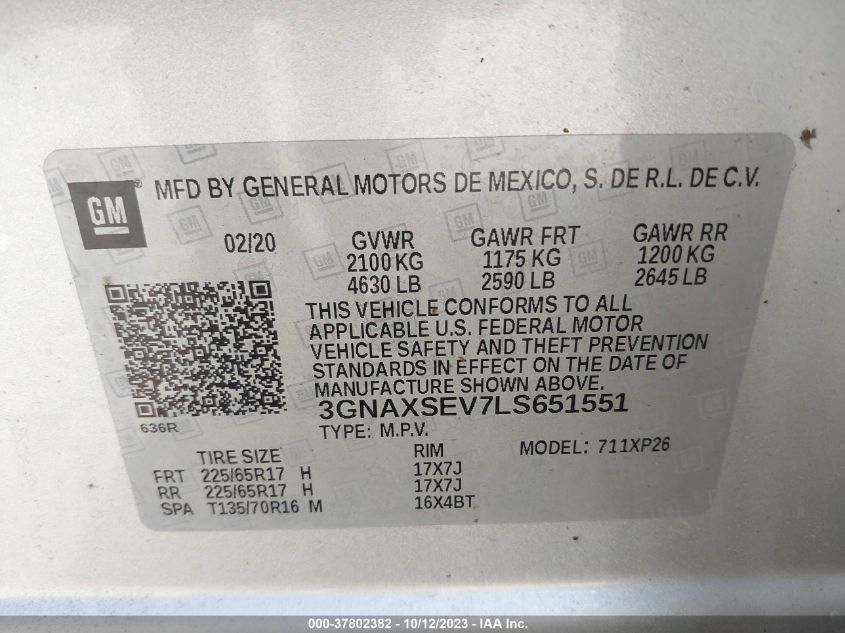 GM
MFD BY GENERAL MOTORS DE MEXICO, S. DE R.L. DE C.V.
02/20 GVWR GAWR FRT GAWR RR
2100 KG 1175 KG 1200 KG
4630 LB 2590 LB 2645 LB
THIS VEHICLE CONFORMS TO ALL
APPLICABLE U.S. FEDERAL MOTOR
VEHICLE SAFETY AND THEFT PREVENTION
STANDARDS IN EFFECT ON THE DATE OF
MANUFACTURE SHOWN ABOVE.
3GNAXSEV7LS651551
636R
TYPE: M.P.V.
TIRE SIZE RIM MODEL: 711XP26
FRT 225/65R17 H 17X7J
RR 225/65R17 H 17X7J
SPA T135/70R16 M 16X4BT
000-37802382 - 10/12/2023 - IAA Inc.